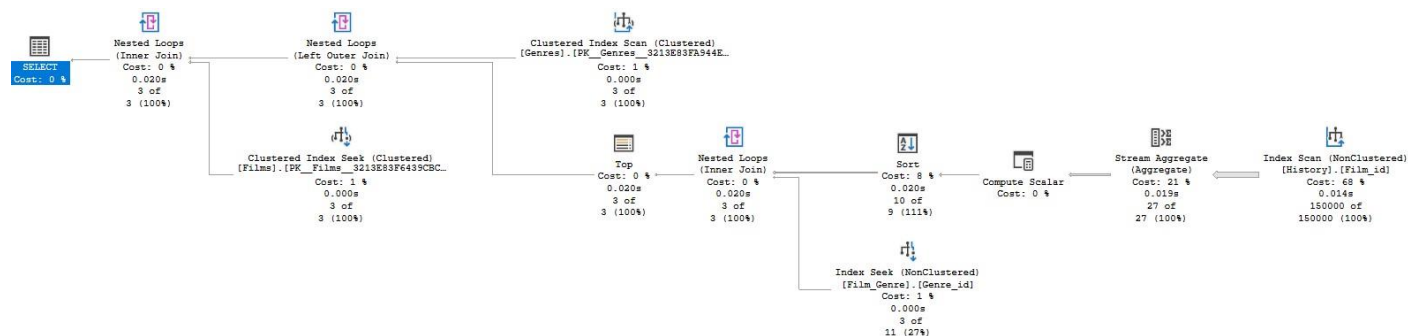 SELECT
Cost: 0 %
Nested Loops
(Inner Join)
Cost: 0 %
0.020s
3 of
3 (100%)
Nested Loops
(Left Outer Join)
Cost: 0 %
0.020s
3 of
3 (100%)
Clustered Index Scan (Clustered)
[Genres].[PK__Genres__3213E83FA944E…
Cost: 1 %
0.000s
3 of
3 (100%)
Clustered Index Seek (Clustered)
[Films].[PK__Films__3213E83F6439CBC…
Cost: 1 %
0.000s
3 of
3 (100%)
Top
Cost: 0 %
0.020s
3 of
3 (100%)
Nested Loops
(Inner Join)
Cost: 0 %
0.020s
3 of
3 (100%)
Sort
Cost: 8 %
0.020s
10 of
9 (111%)
Compute Scalar
Cost: 0 %
Stream Aggregate
(Aggregate)
Cost: 21 %
0.019s
27 of
27 (100%)
Index Scan (NonClustered)
[History].[Film_id]
Cost: 68 %
0.014s
150000 of
150000 (100%)
Index Seek (NonClustered)
[Film_Genre].[Genre_id]
Cost: 1 %
0.000s
3 of
11 (27%)